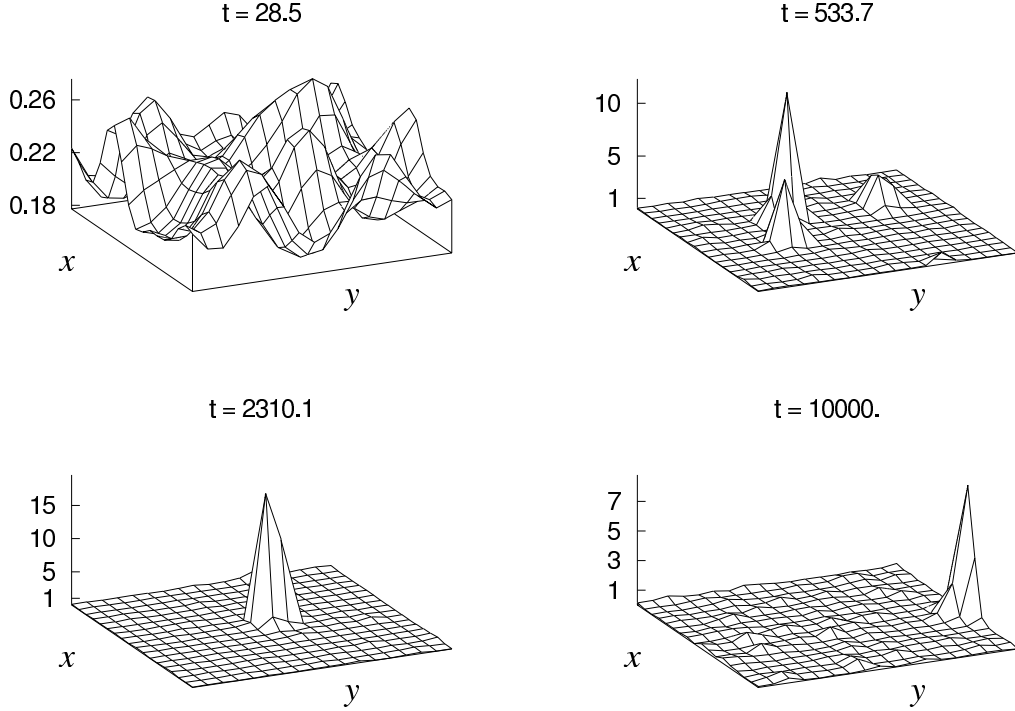 t = 28.5
0.26
0.22
0.18
x
y
t = 533.7
10
5
1
x
y
t = 2310.1
15
10
5
1
x
y
t = 10000.
7
5
3
1
x
y